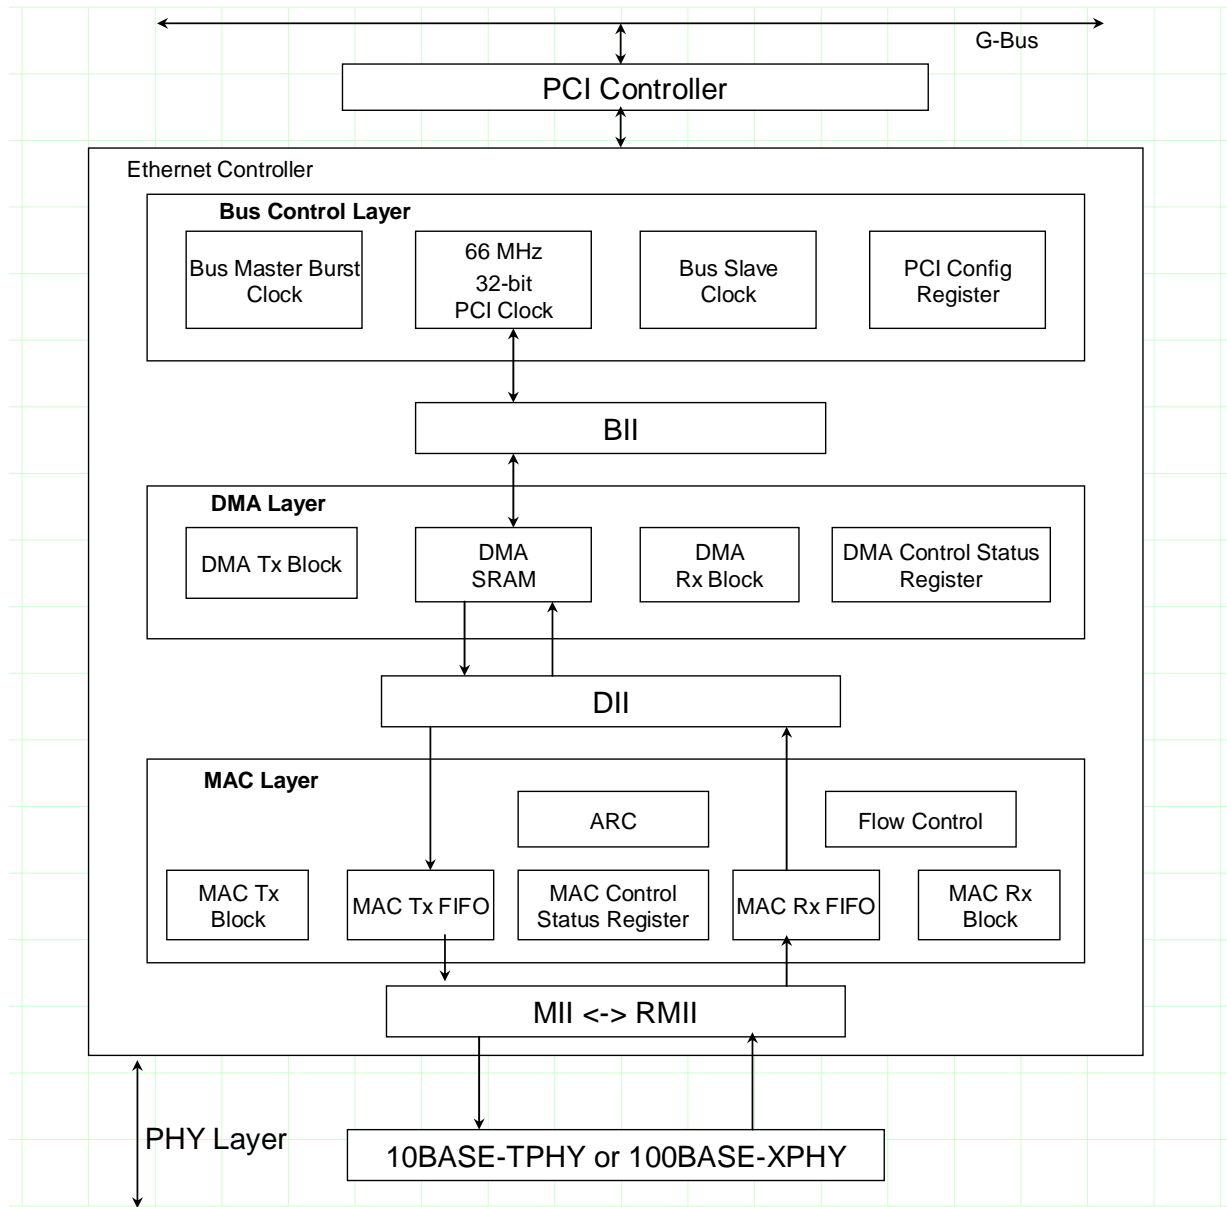 G-Bus
PCI Controller
Ethernet Controller
Bus Control Layer
Bus Master Burst
Clock
66 MHz
32-bit
PCI Clock
Bus Slave
Clock
PCI Config
Register
BII
DMA Layer
DMA Tx Block
DMA
SRAM
DMA
Rx Block
DMA Control Status
Register
DII
MAC Layer
ARC
Flow Control
MAC Tx
Block
MAC Tx FIFO
MAC Control
Status Register
MAC Rx FIFO
MAC Rx
Block
MII <-> RMII
PHY Layer
10BASE-TPHY or 100BASE-XPHY